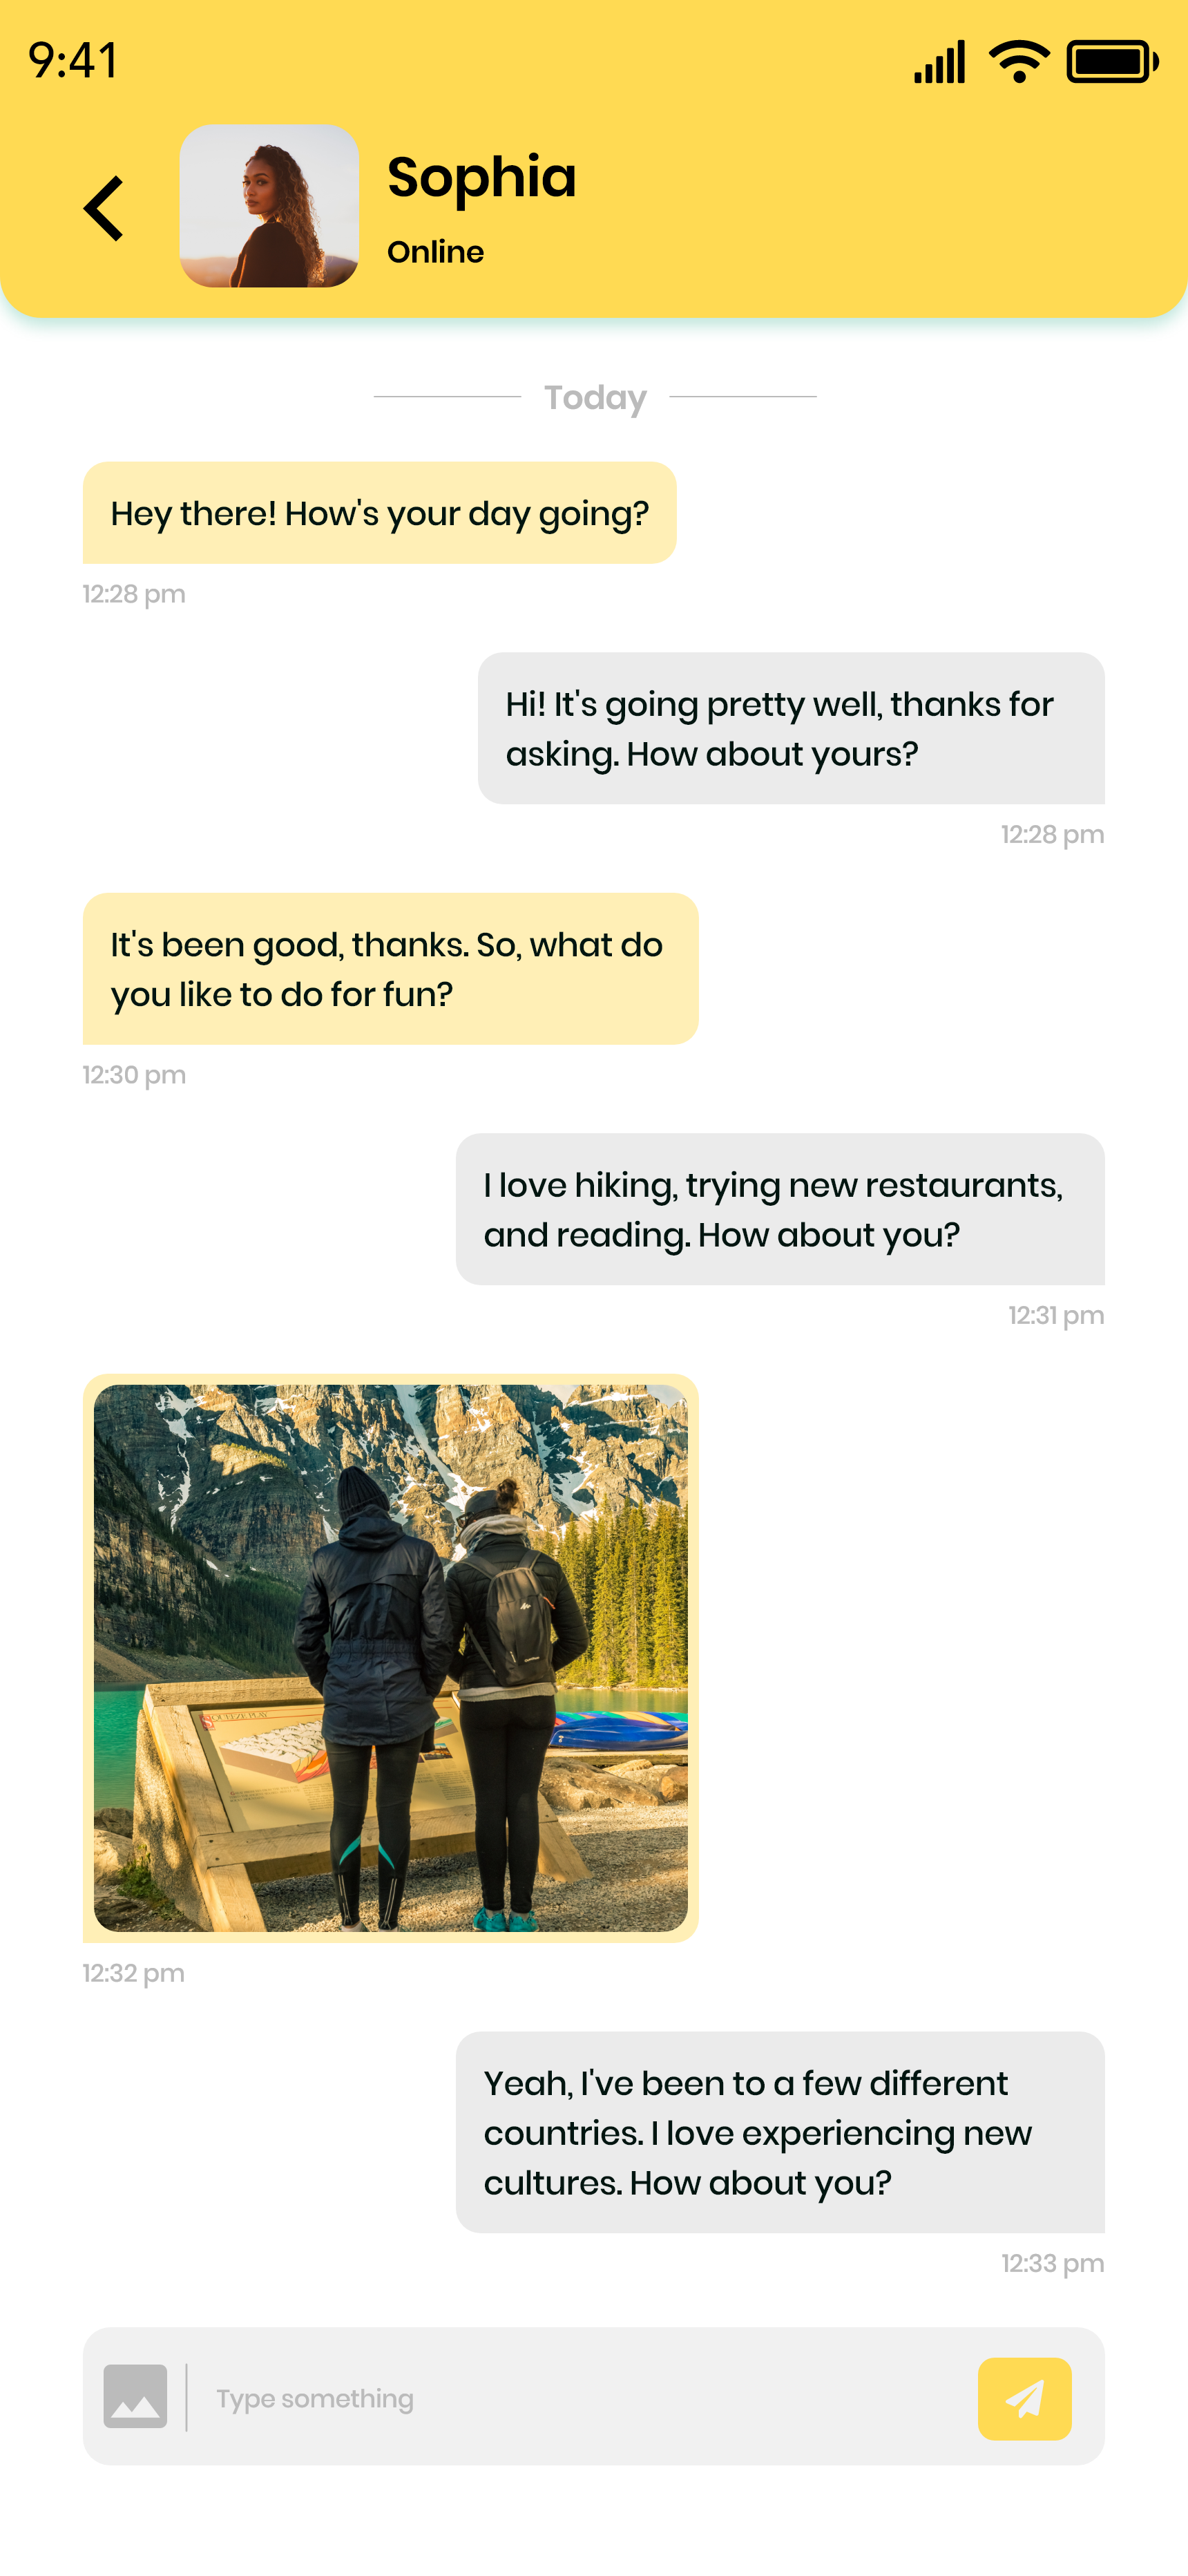 9:41
Sophia
Online
Today
Hey there! How's your day going?
12:28 pm
Hi! It's going pretty well, thanks for
asking. How about yours?
12:28 pm
It's been good, thanks. So, what do
you like to do for fun?
12:30 pm
I love hiking, trying new restaurants,
and reading. How about you?
12:31 pm
SQUEEZE PLAY
12:32 pm
Yeah, I've been to a few different
countries. I love experiencing new
cultures. How about you?
12:33 pm
Type something